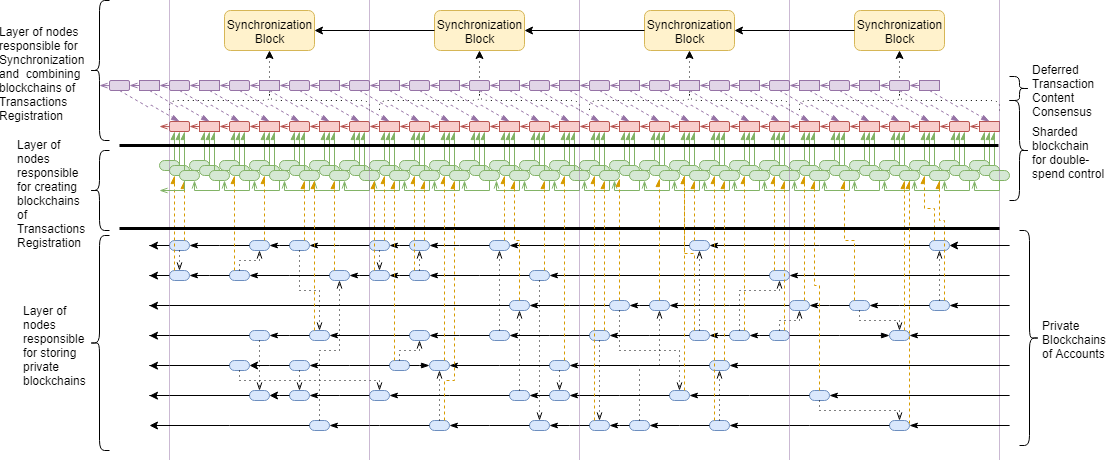 Layer of nodes
responsible for
Synchronization
and combining
blockchains of
Transactions
Registration
Synchronization
Block
Synchronization
Block
Synchronization
Block
Synchronization
Block
Deferred
Transaction
Content
Consensus
Sharded
blockchain
for double-
spend control
Layer of
nodes
responsible
for creating
blockchains
of
Transactions
Registration
Layer of
nodes
responsible
for storing
private
blockchains
Private
Blockchains
of Accounts